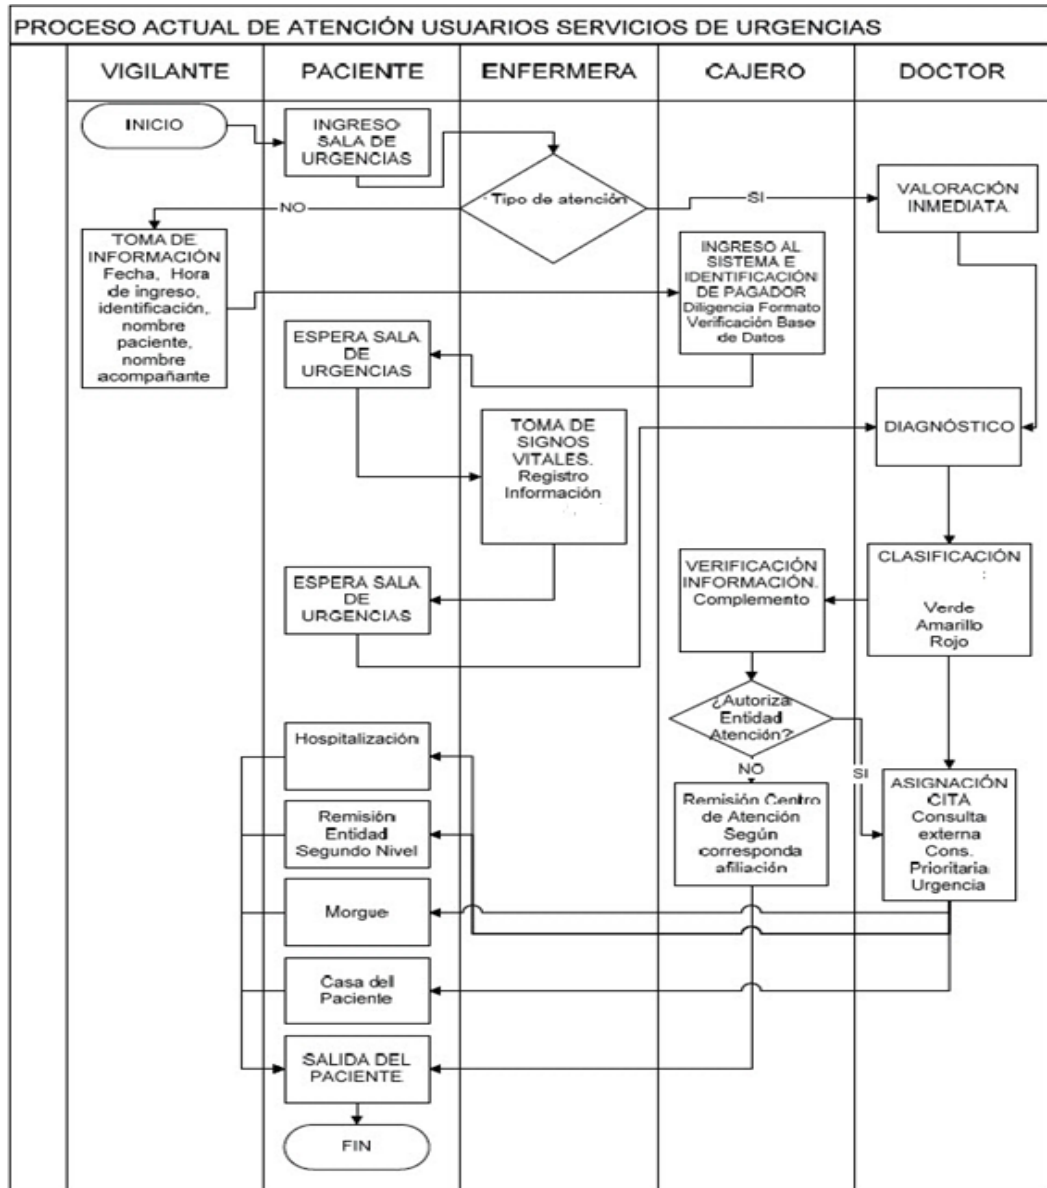 PROCESO ACTUAL DE ATENCIÓN USUARIOS SERVICIOS DE URGENCIAS
VIGILANTE
PACIENTE
ENFERMERA
CAJERO
DOCTOR
INICIO
INGRESO
SALA DE
URGENCIAS
Tipo de atención
NO
SI
VALORACIÓN
INMEDIATA.
TOMA DE
INFORMACIÓN
Fecha, Hora
de ingreso,
identificación,
nombre
paciente,
nombre
acompañante
INGRESO AL
SISTEMA E
IDENTIFICACIÓN
DE PAGADOR
Diligencia Formato
Verificación Base
de Datos
ESPERA SALA
DE
URGENCIAS
TOMA DE
SIGNOS
VITALES.
Registro
Información
DIAGNÓSTICO
ESPERA SALA
DE
URGENCIAS
VERIFICACIÓN
INFORMACIÓN.
Complemento
CLASIFICACIÓN
:
Verde
Amarillo
Rojo
¿Autoriza
Entidad
Atención?
NO
SI
Hospitalización
Remisión
Entidad
Segundo Nivel
Remisión Centro
de Atención
Según
corresponda
afiliación
ASIGNACIÓN
CITA
Consulta
externa
Cons.
Prioritaria
Urgencia
Morgue
Casa del
Paciente
SALIDA DEL
PACIENTE.
FIN